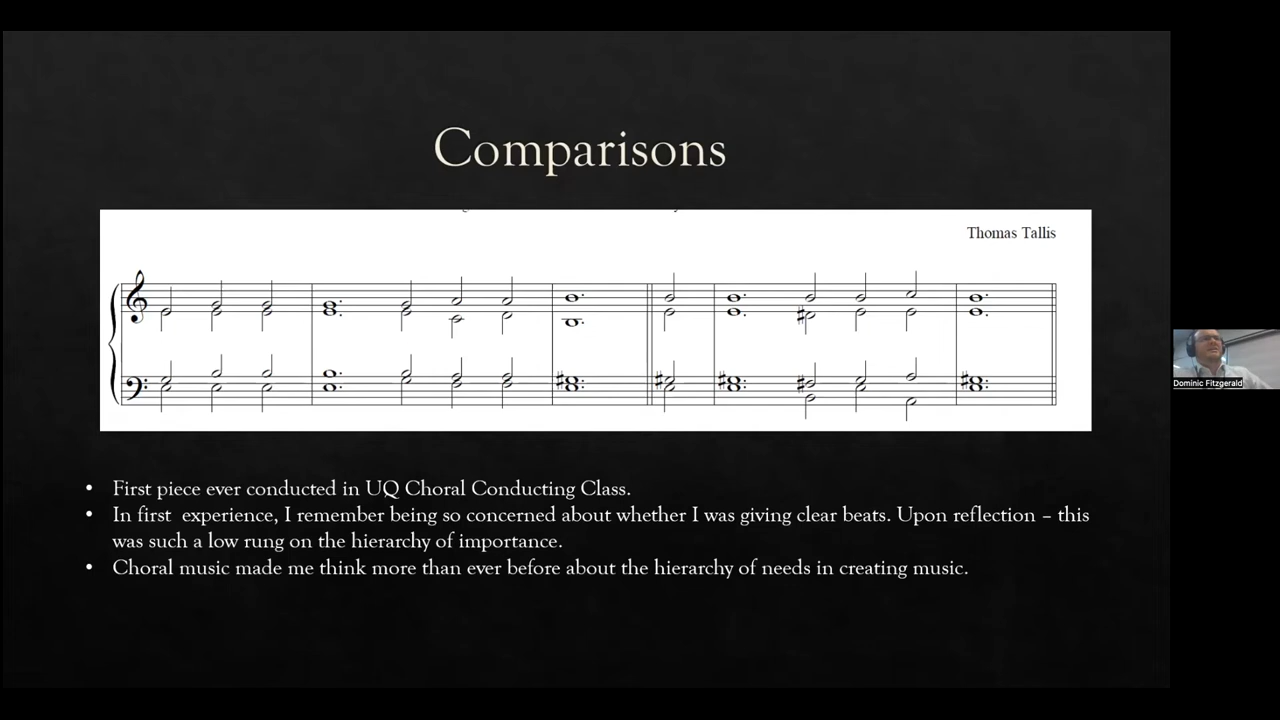 Comparisons
Thomas Tallis
• First piece ever conducted in UQ Choral Conducting Class.
• In first experience, I remember being so concerned about whether I was giving clear beats. Upon reflection – this
was such a low rung on the hierarchy of importance.
• Choral music made me think more than ever before about the hierarchy of needs in creating music.
Dominic Fitzgerald